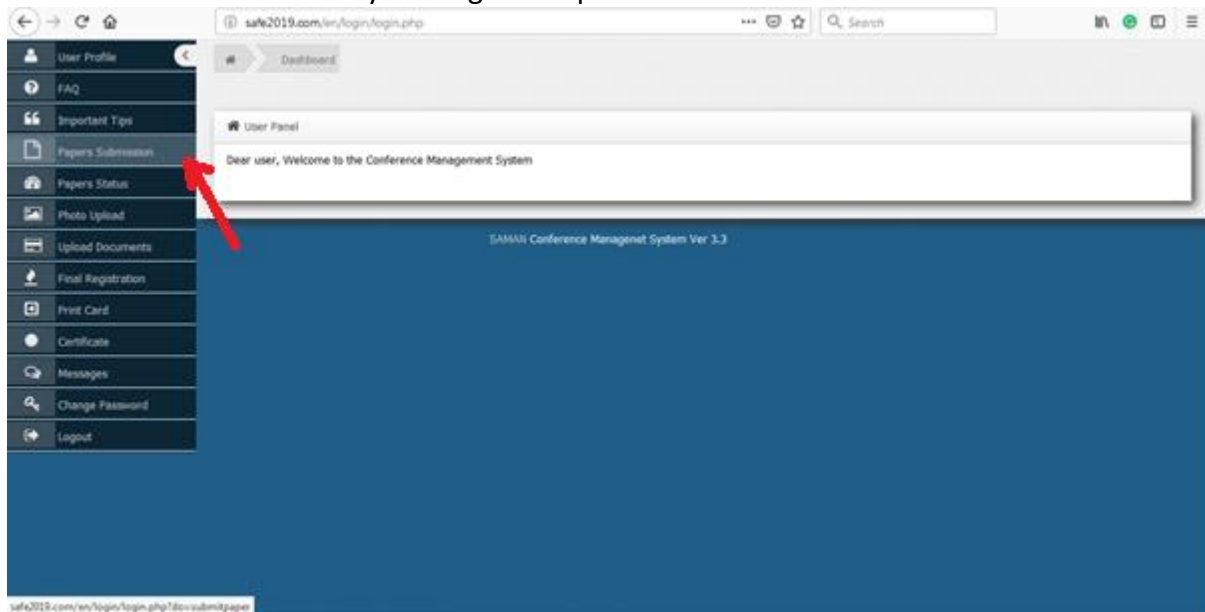 safe2019.com/en/login/login.php
Search
User Profile
Dashboard
FAQ
Important Tips
User Panel
Papers Submission
Dear user, Welcome to the Conference Management System
Papers Status
Photo Upload
SAMAN Conference Managenet System Ver 3.3
Upload Documents
Final Registration
Print Card
Certificate
Messages
Change Password
Logout
safe2019.com/en/login/login.php?do=submitpaper